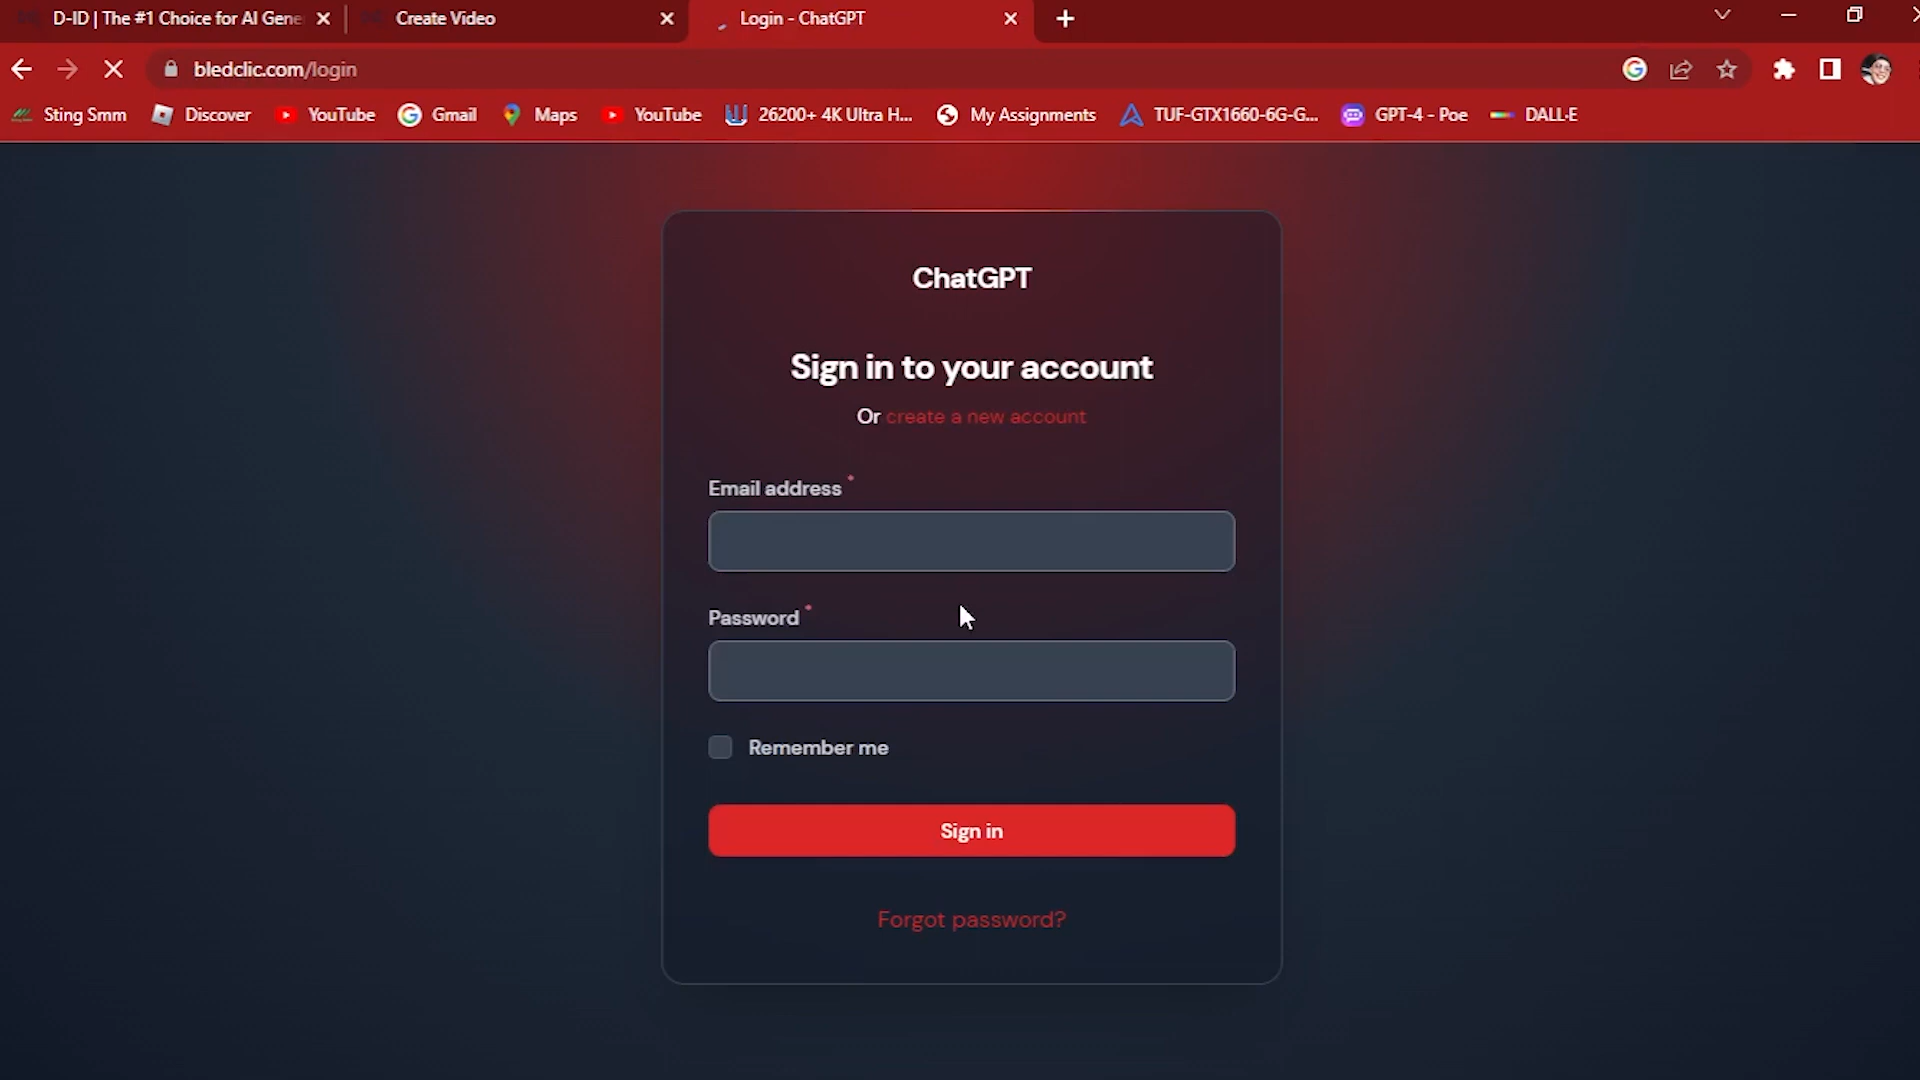 D-ID | The #1 Choice for AI Gene
Create Video
Login - ChatGPT
bledclic.com/login
Sting Smm
Discover
YouTube
Gmail
Maps
YouTube
26200+ 4K Ultra H...
My Assignments
TUF-GTX1660-6G-G...
GPT-4 - Poe
DALL·E
ChatGPT
Sign in to your account
Or create a new account
Email address *
Password *
Remember me
Sign in
Forgot password?